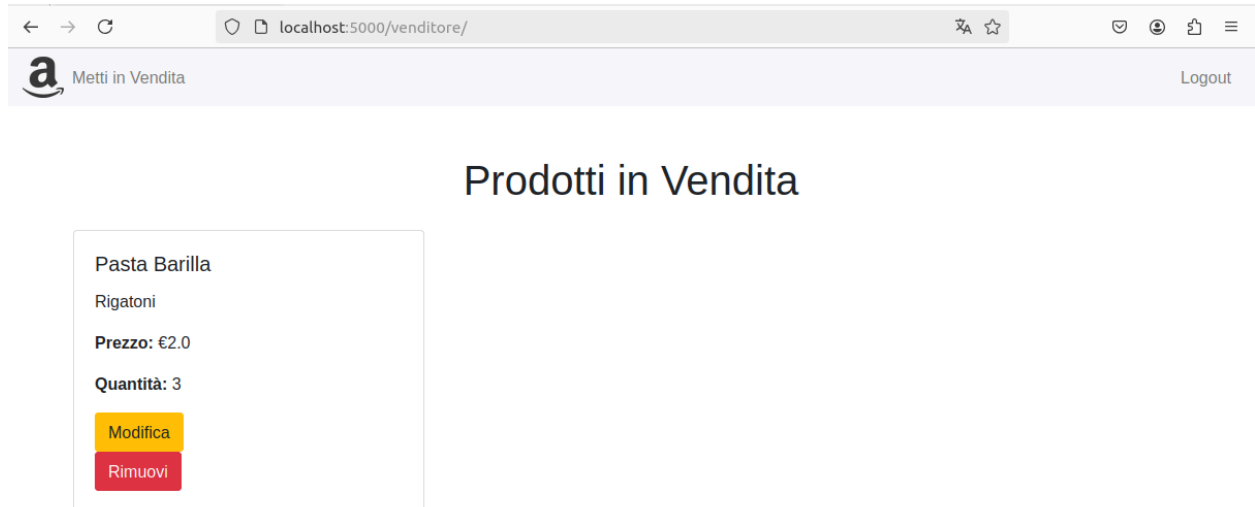 localhost:5000/venditore/
a Metti in Vendita
Logout
Prodotti in Vendita
Pasta Barilla
Rigatoni
Prezzo: €2.0
Quantità: 3
Modifica
Rimuovi